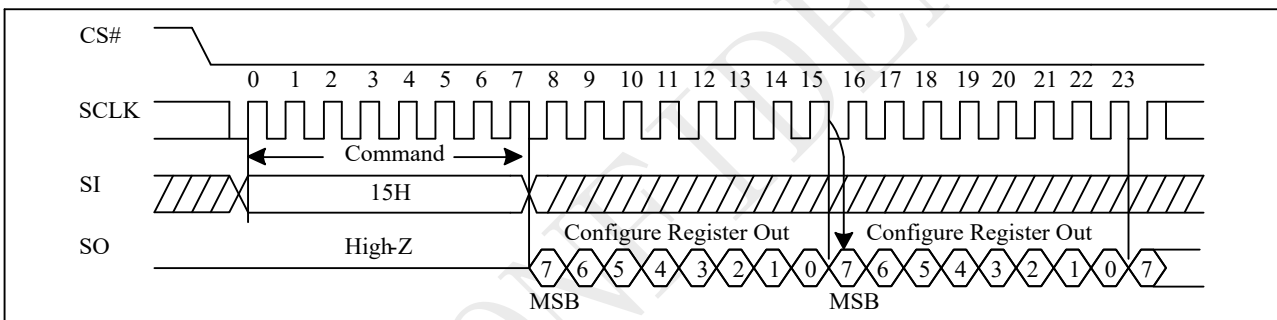 CS#
0 1 2 3 4 5 6 7 8 9 10 11 12 13 14 15 16 17 18 19 20 21 22 23
SCLK
Command
SI
15H
SO
High-Z
Configure Register Out
Configure Register Out
7 6 5 4 3 2 1 0 7 6 5 4 3 2 1 0 7
MSB
MSB